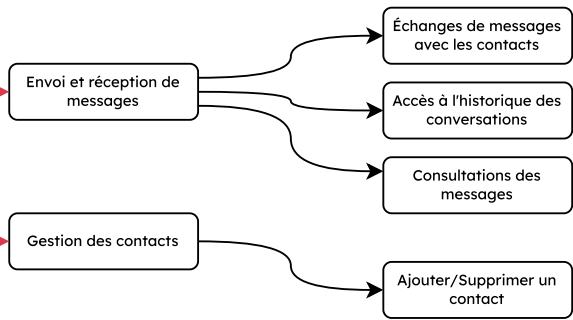 Échanges de messages
avec les contacts
Envoi et réception de
messages
Accès à l'historique des
conversations
Consultations des
messages
Gestion des contacts
Ajouter/Supprimer un
contact